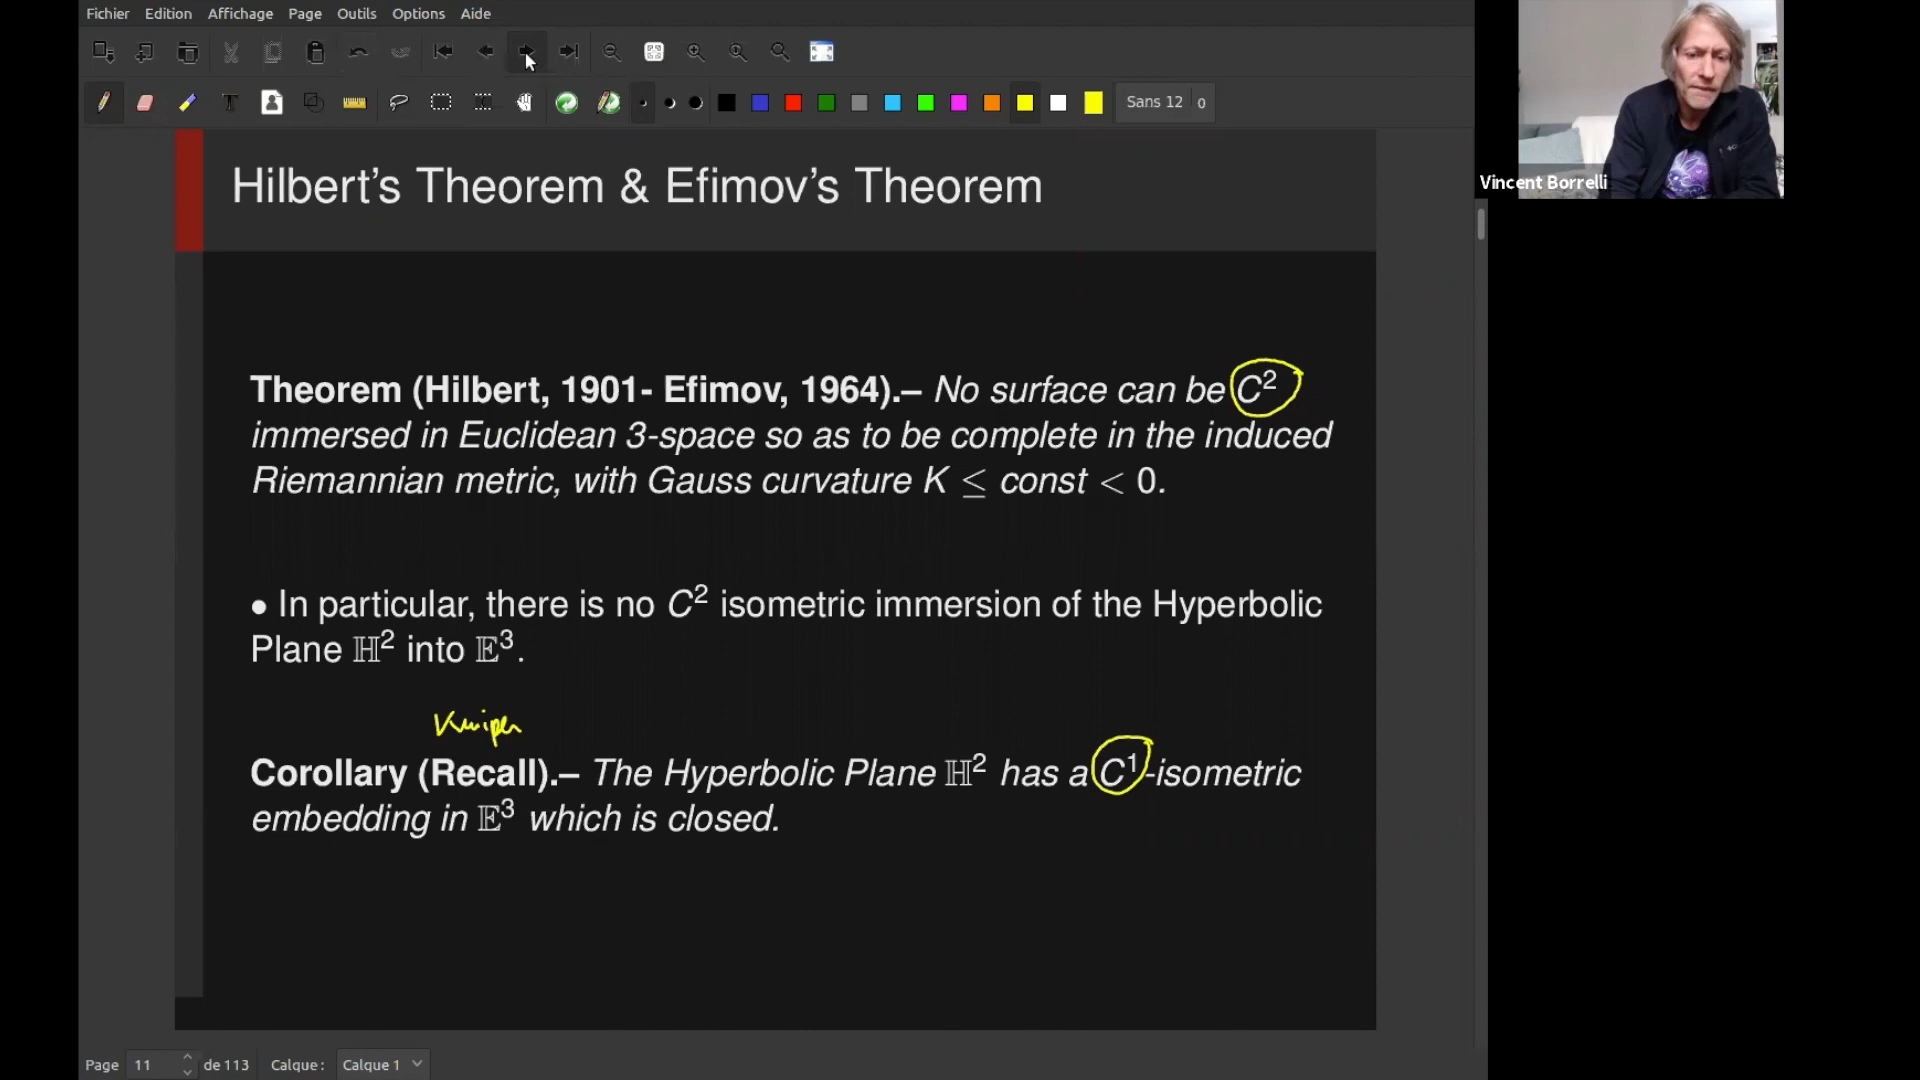 Fichier Edition Affichage Page Outils Options Aide
Sans 12 0
Vincent Borrelli
Hilbert's Theorem & Efimov's Theorem
Theorem (Hilbert, 1901- Efimov, 1964).– No surface can be C²
immersed in Euclidean 3-space so as to be complete in the induced
Riemannian metric, with Gauss curvature K ≤ const < 0.
• In particular, there is no C² isometric immersion of the Hyperbolic
Plane ℍ² into 𝔼³.
Kuiper
Corollary (Recall).– The Hyperbolic Plane ℍ² has a C¹-isometric
embedding in 𝔼³ which is closed.
Page 11 de 113 Calque : Calque 1